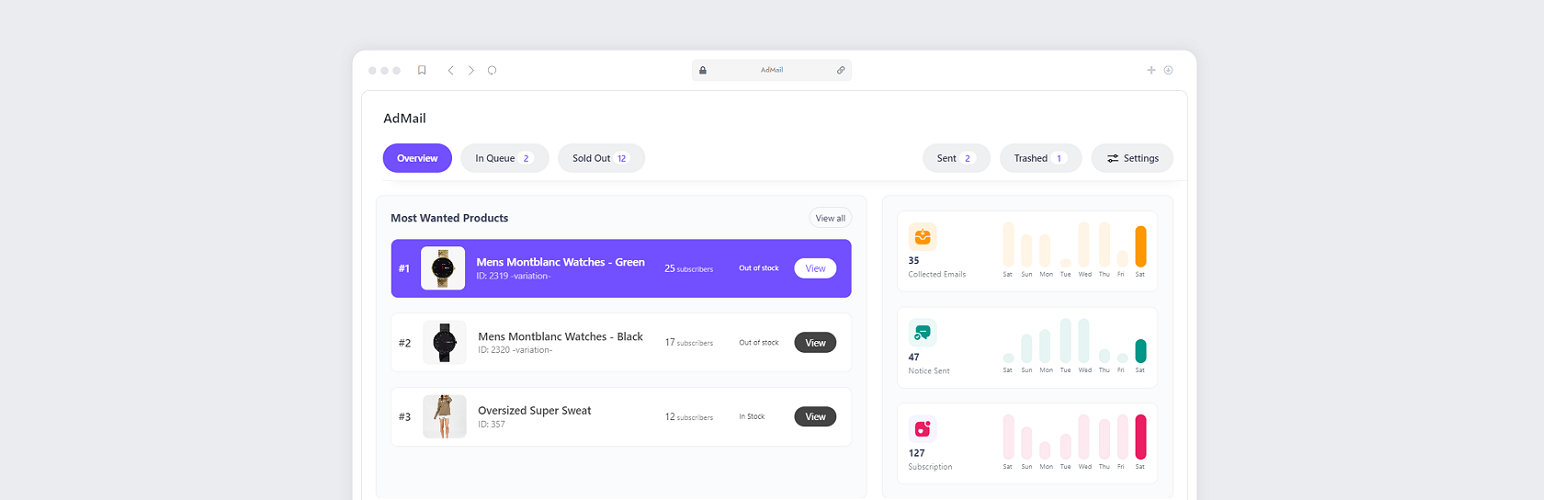 AdMail
AdMail
Overview
In Queue 2
Sold Out 12
Sent 2
Trashed 1
Settings
Most Wanted Products
View all
#1
Mens Montblanc Watches - Green
ID: 2319 -variation-
25 subscribers
Out of stock
View
#2
Mens Montblanc Watches - Black
ID: 2320 -variation-
17 subscribers
Out of stock
View
#3
Oversized Super Sweat
ID: 357
12 subscribers
In Stock
View
35
Collected Emails
Sat Sun Mon Tue Wed Thu Fri Sat
47
Notice Sent
Sat Sun Mon Tue Wed Thu Fri Sat
127
Subscription
Sat Sun Mon Tue Wed Thu Fri Sat